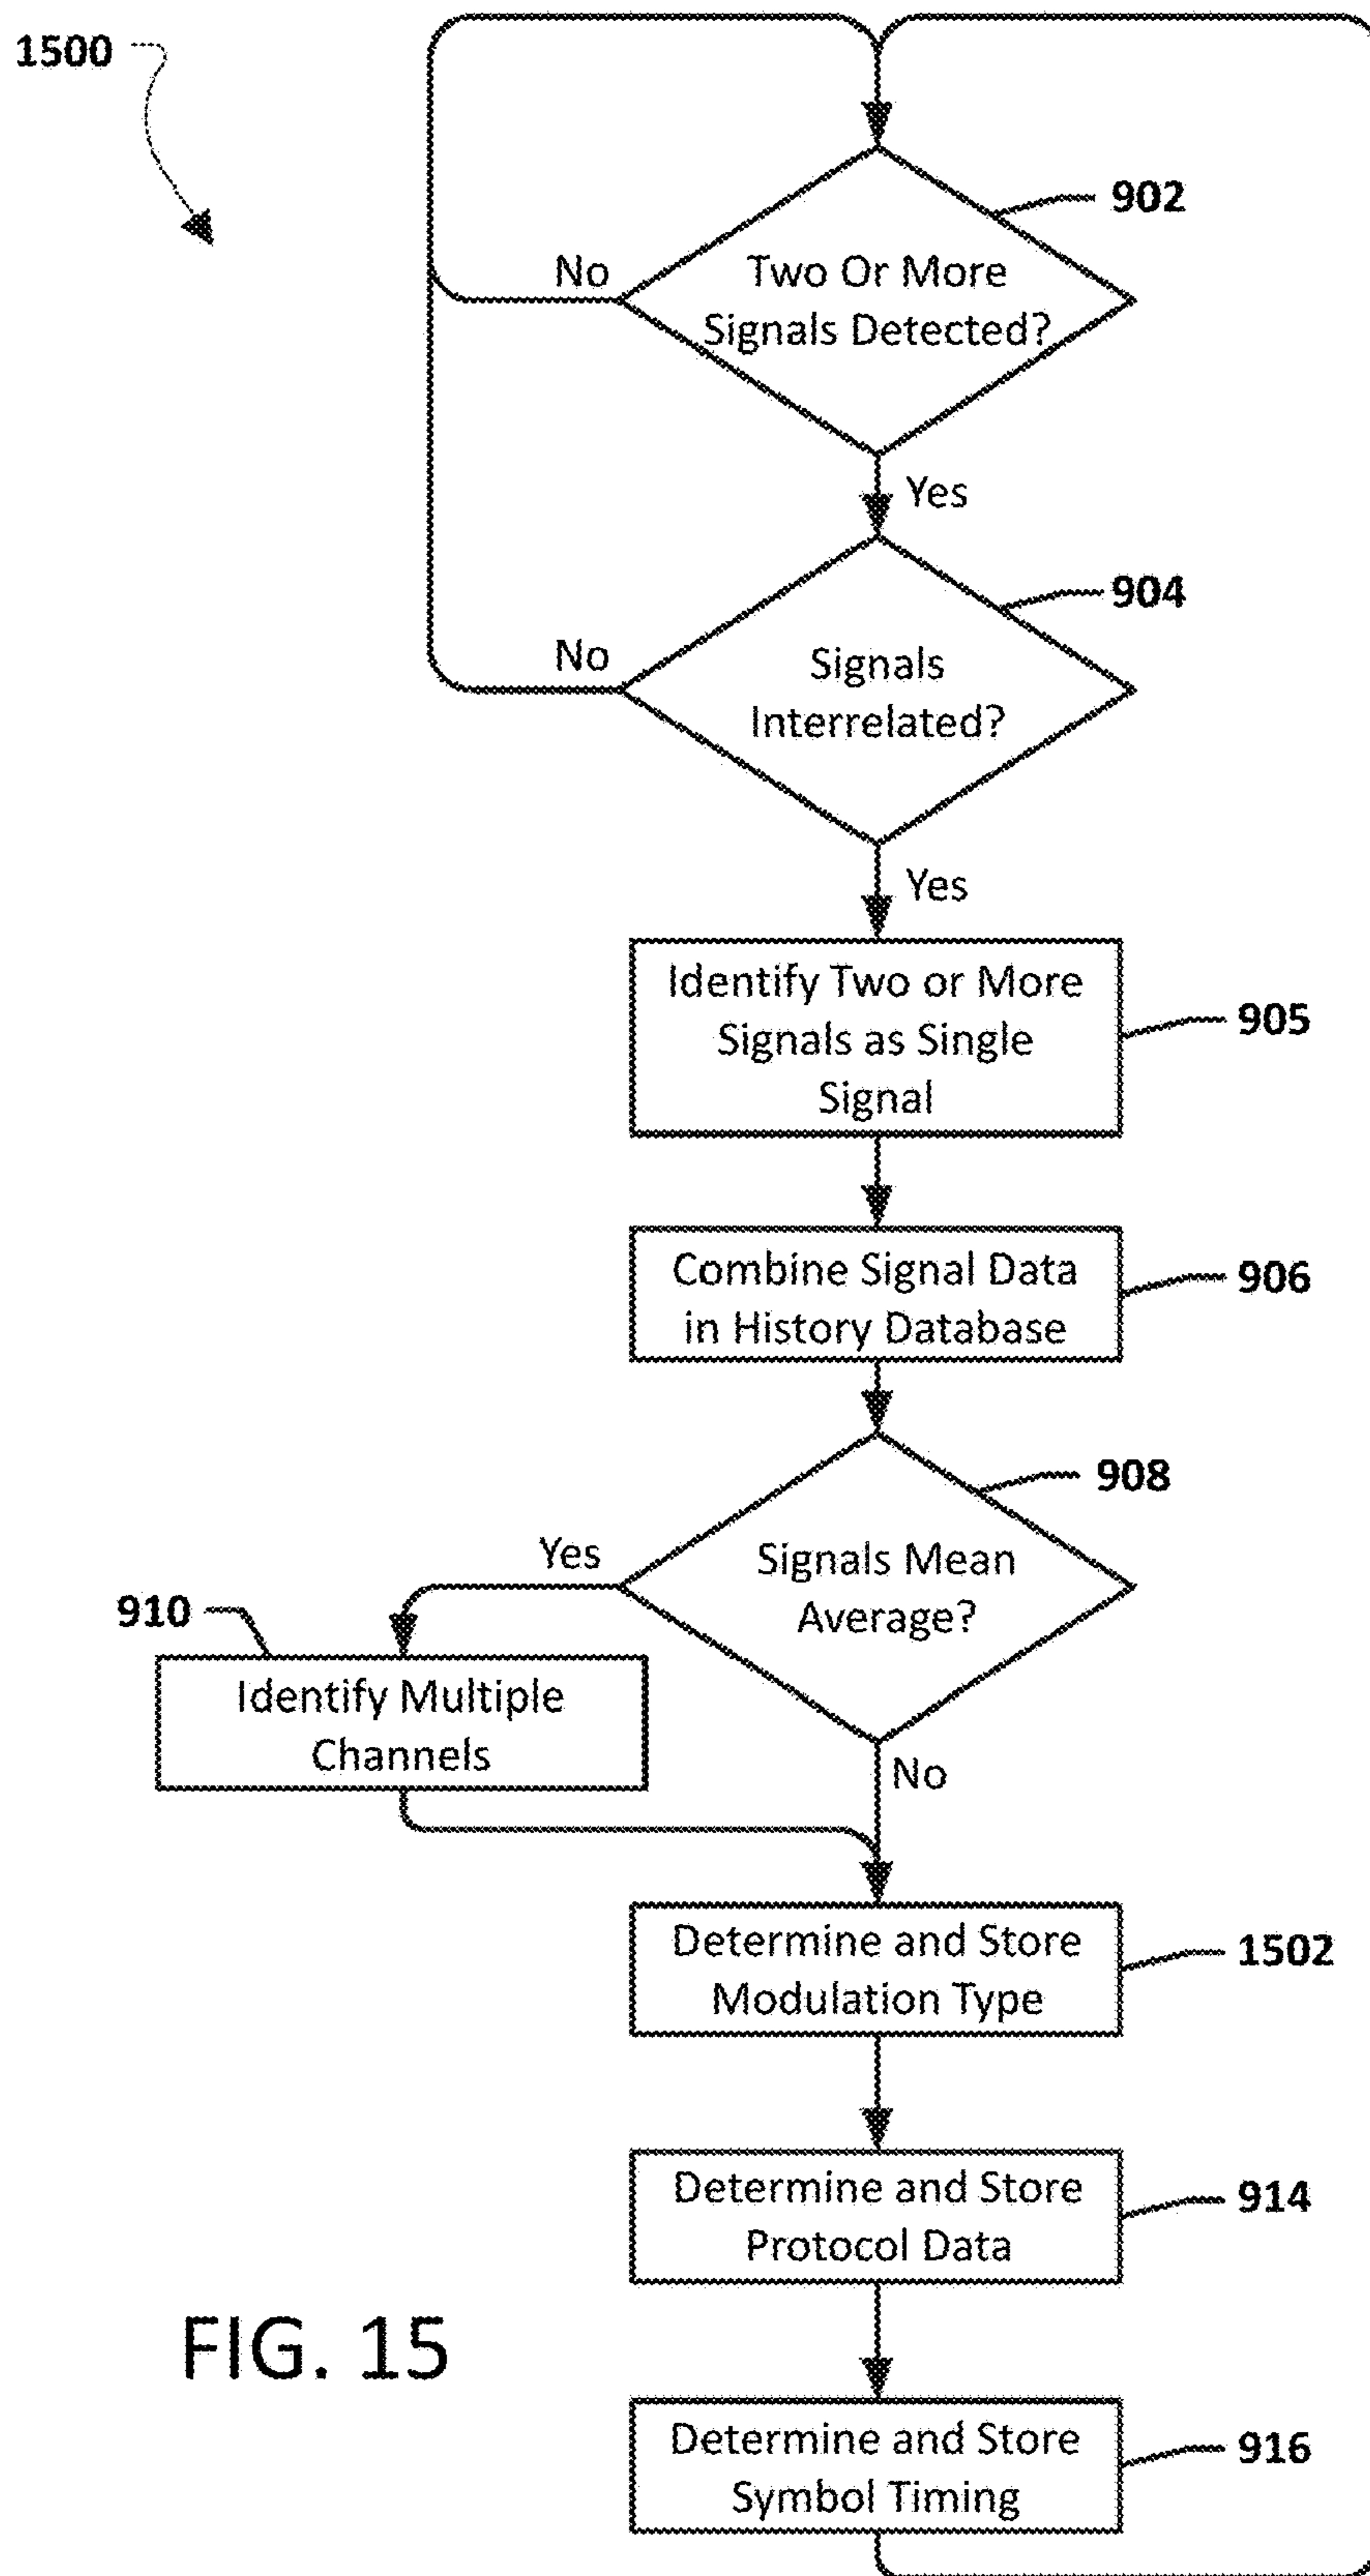 1500
902
No
Two Or More
Signals Detected?
Yes
904
No
Signals
Interrelated?
Yes
Identify Two or More
Signals as Single
Signal
905
Combine Signal Data
in History Database
906
908
Yes
Signals Mean
Average?
910
Identify Multiple
Channels
No
Determine and Store
Modulation Type
1502
Determine and Store
Protocol Data
914
FIG. 15
Determine and Store
Symbol Timing
916